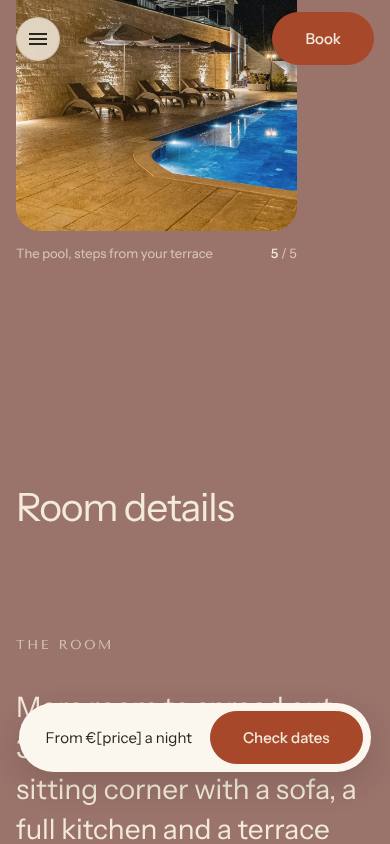 Book
The pool, steps from your terrace
5 / 5
Room details
THE ROOM
From €[price] a night
Check dates
sitting corner with a sofa, a
full kitchen and a terrace